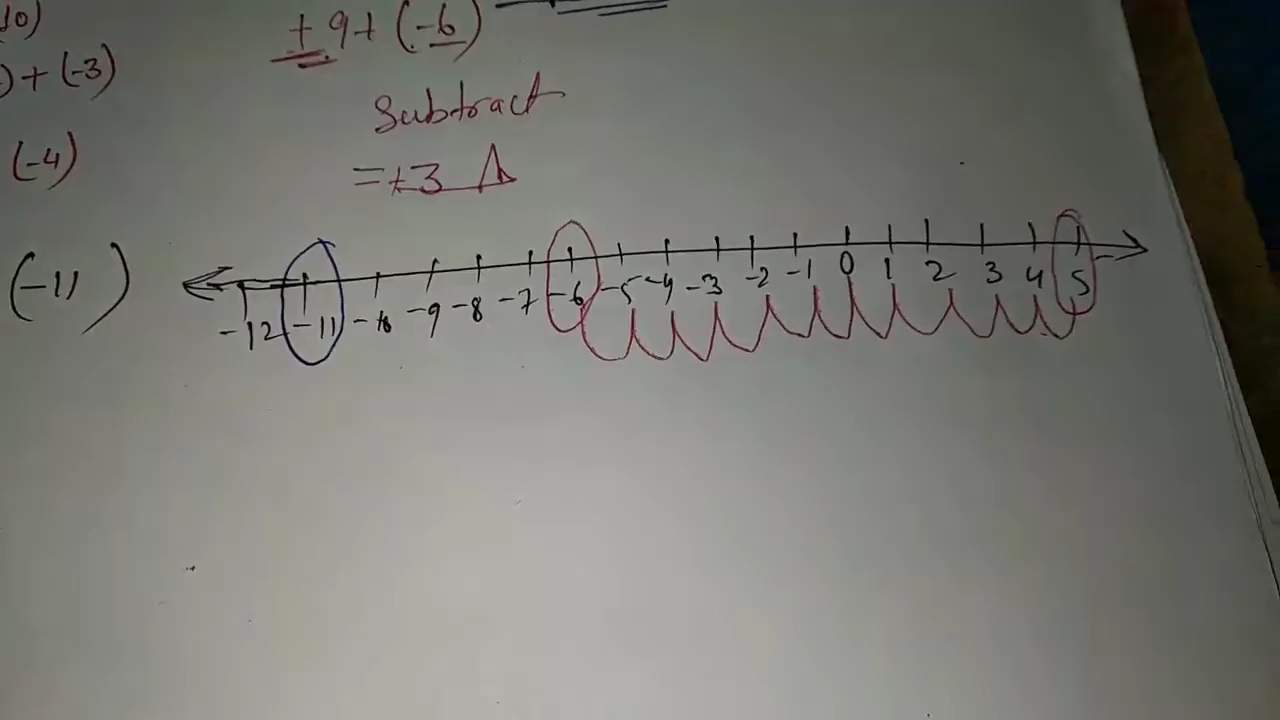 10)
+ 9 + (-6)
) + (-3)
Subtract
(-4)
= +3 A
(-11)
-12 -11 -10 -9 -8 -7 -6 -5 -4 -3 -2 -1 0 1 2 3 4 5